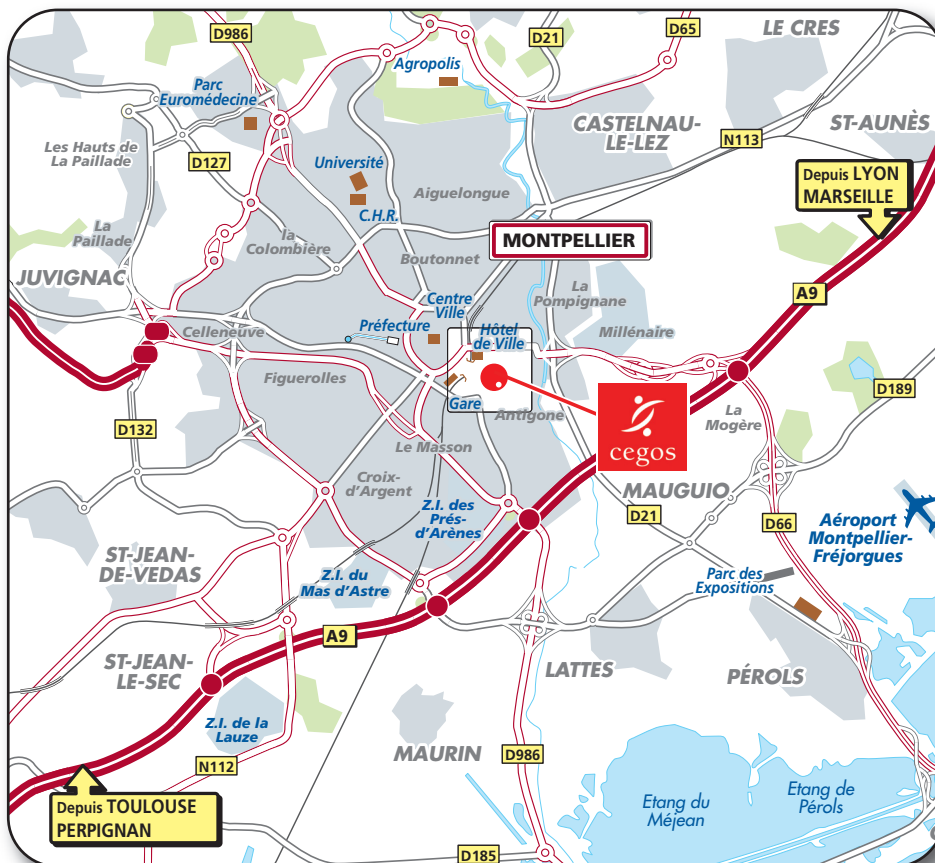 D986
D21
D65
LE CRES
Agropolis
Parc
Euromédecine
CASTELNAU-
LE-LEZ
N113
ST-AUNÈS
Les Hauts de
La Paillade
D127
Université
Aiguelongue
Depuis LYON
MARSEILLE
C.H.R.
La
Paillade
la
Colombière
Boutonnet
MONTPELLIER
JUVIGNAC
La
Pompignane
A9
Centre
Ville
Celleneuve
Préfecture
Hôtel
de Ville
Millénaire
Figuerolles
D189
Gare
Antigone
La
Mogère
cegos
D132
Le Masson
Croix-
d'Argent
MAUGUIO
Z.I. des
Prés-
d'Arènes
D21
D66
Aéroport
Montpellier-
Fréjorgues
ST-JEAN-
DE-VEDAS
Z.I. du
Mas d'Astre
Parc des
Expositions
A9
ST-JEAN-
LE-SEC
LATTES
PÉROLS
Z.I. de la
Lauze
MAURIN
D986
N112
Depuis TOULOUSE
PERPIGNAN
Etang du
Méjean
Etang de
Pérols
D185